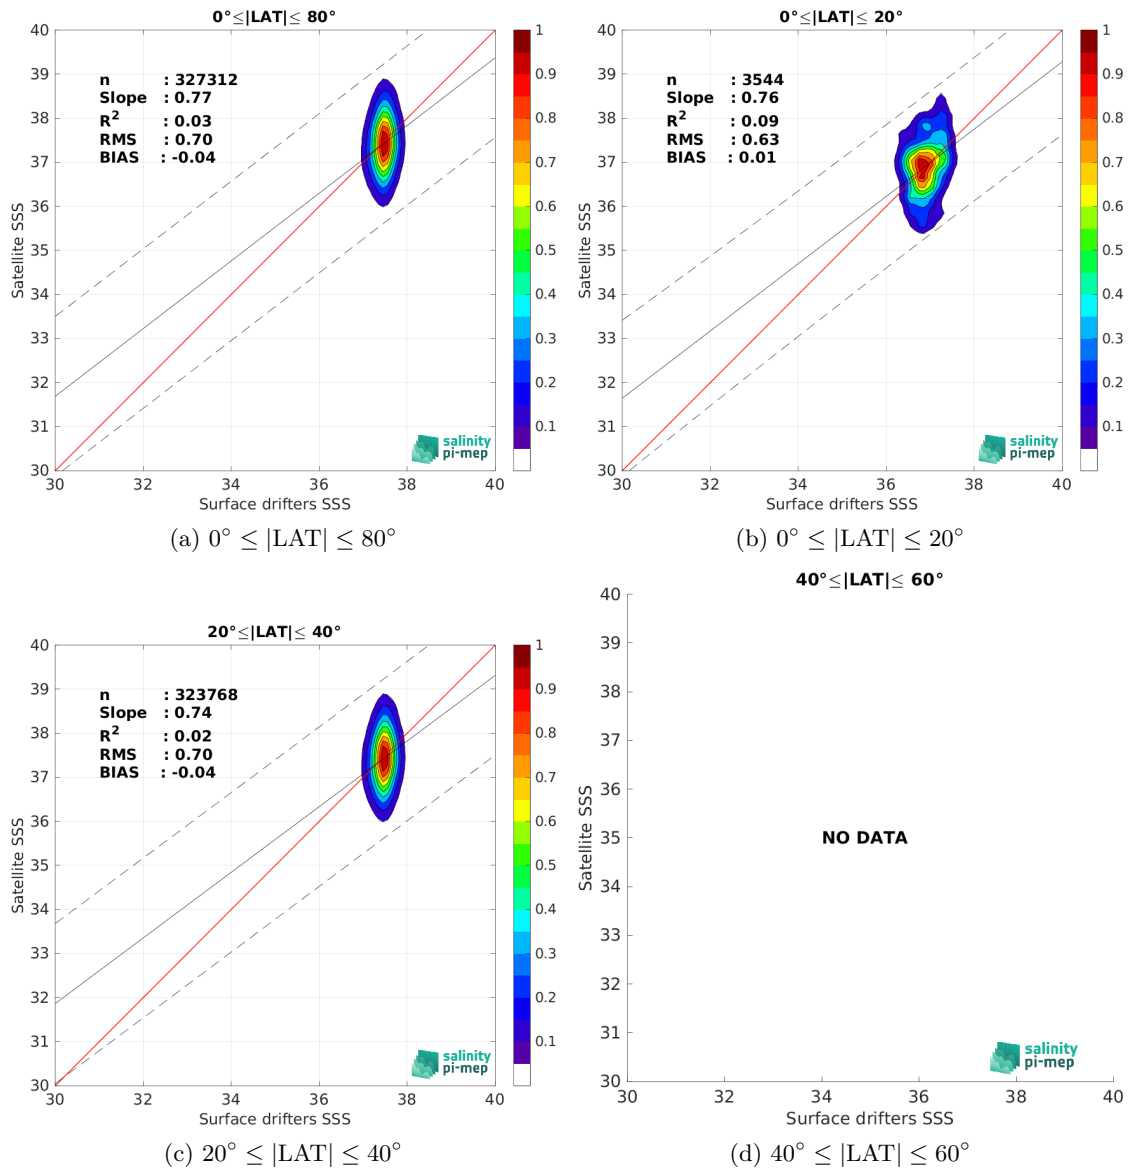 0°≤|LAT|≤ 80°
40
39
38
37
36
35
34
33
32
31
30
Satellite SSS
n : 327312
Slope : 0.77
R² : 0.03
RMS : 0.70
BIAS : -0.04
1
0.9
0.8
0.7
0.6
0.5
0.4
0.3
0.2
0.1
salinity
pi-mep
30 32 34 36 38 40
Surface drifters SSS
(a) 0° ≤ |LAT| ≤ 80°
0°≤|LAT|≤ 20°
40
39
38
37
36
35
34
33
32
31
30
Satellite SSS
n : 3544
Slope : 0.76
R² : 0.09
RMS : 0.63
BIAS : 0.01
1
0.9
0.8
0.7
0.6
0.5
0.4
0.3
0.2
0.1
salinity
pi-mep
30 32 34 36 38 40
Surface drifters SSS
(b) 0° ≤ |LAT| ≤ 20°
20°≤|LAT|≤ 40°
40
39
38
37
36
35
34
33
32
31
30
Satellite SSS
n : 323768
Slope : 0.74
R² : 0.02
RMS : 0.70
BIAS : -0.04
1
0.9
0.8
0.7
0.6
0.5
0.4
0.3
0.2
0.1
salinity
pi-mep
30 32 34 36 38 40
Surface drifters SSS
(c) 20° ≤ |LAT| ≤ 40°
40°≤|LAT|≤ 60°
40
39
38
37
36
35
34
33
32
31
30
Satellite SSS
NO DATA
salinity
pi-mep
30 32 34 36 38 40
Surface drifters SSS
(d) 40° ≤ |LAT| ≤ 60°